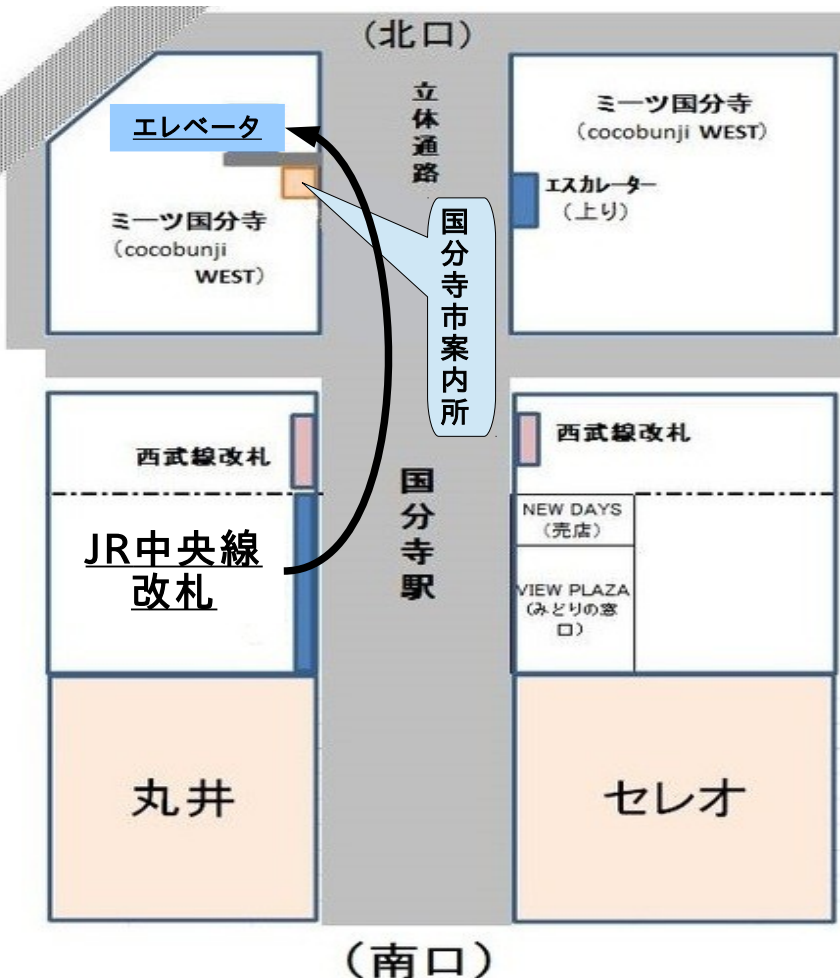 （北口）
立体通路
エレベータ
ミーツ国分寺
（cocobunji WEST）
エスカレーター
（上り）
ミーツ国分寺
（cocobunji
WEST）
国分寺市案内所
西武線改札
西武線改札
国分寺駅
NEW DAYS
（売店）
JR中央線
改札
VIEW PLAZA
（みどりの窓
口）
丸井
セレオ
（南口）